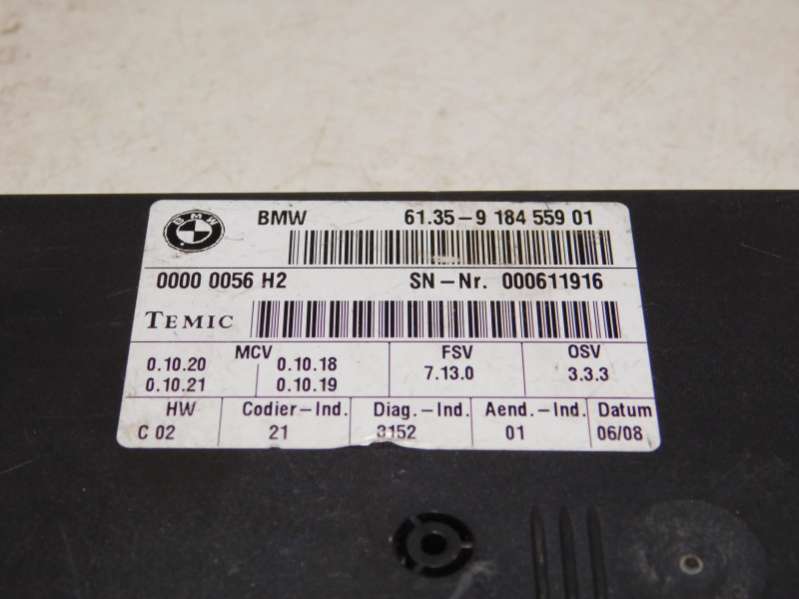 BMW
BMW 61.35-9 184 559 01
0000 0056 H2 SN-Nr. 000611916
TEMIC
MCV FSV OSV
0.10.20 0.10.18 7.13.0 3.3.3
0.10.21 0.10.19
HW Codier-Ind. Diag.-Ind. Aend.-Ind. Datum
C 02 21 3152 01 06/08